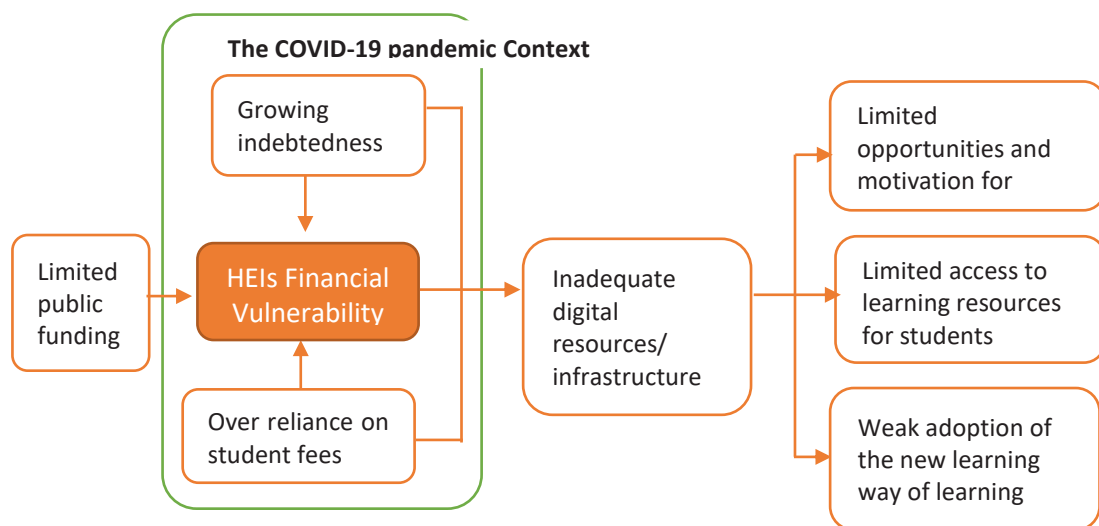 The COVID-19 pandemic Context
Growing
indebtedness
Limited
public
funding
HEIs Financial
Vulnerability
Over reliance on
student fees
Inadequate
digital
resources/
infrastructure
Limited
opportunities and
motivation for
Limited access to
learning resources
for students
Weak adoption of
the new learning
way of learning